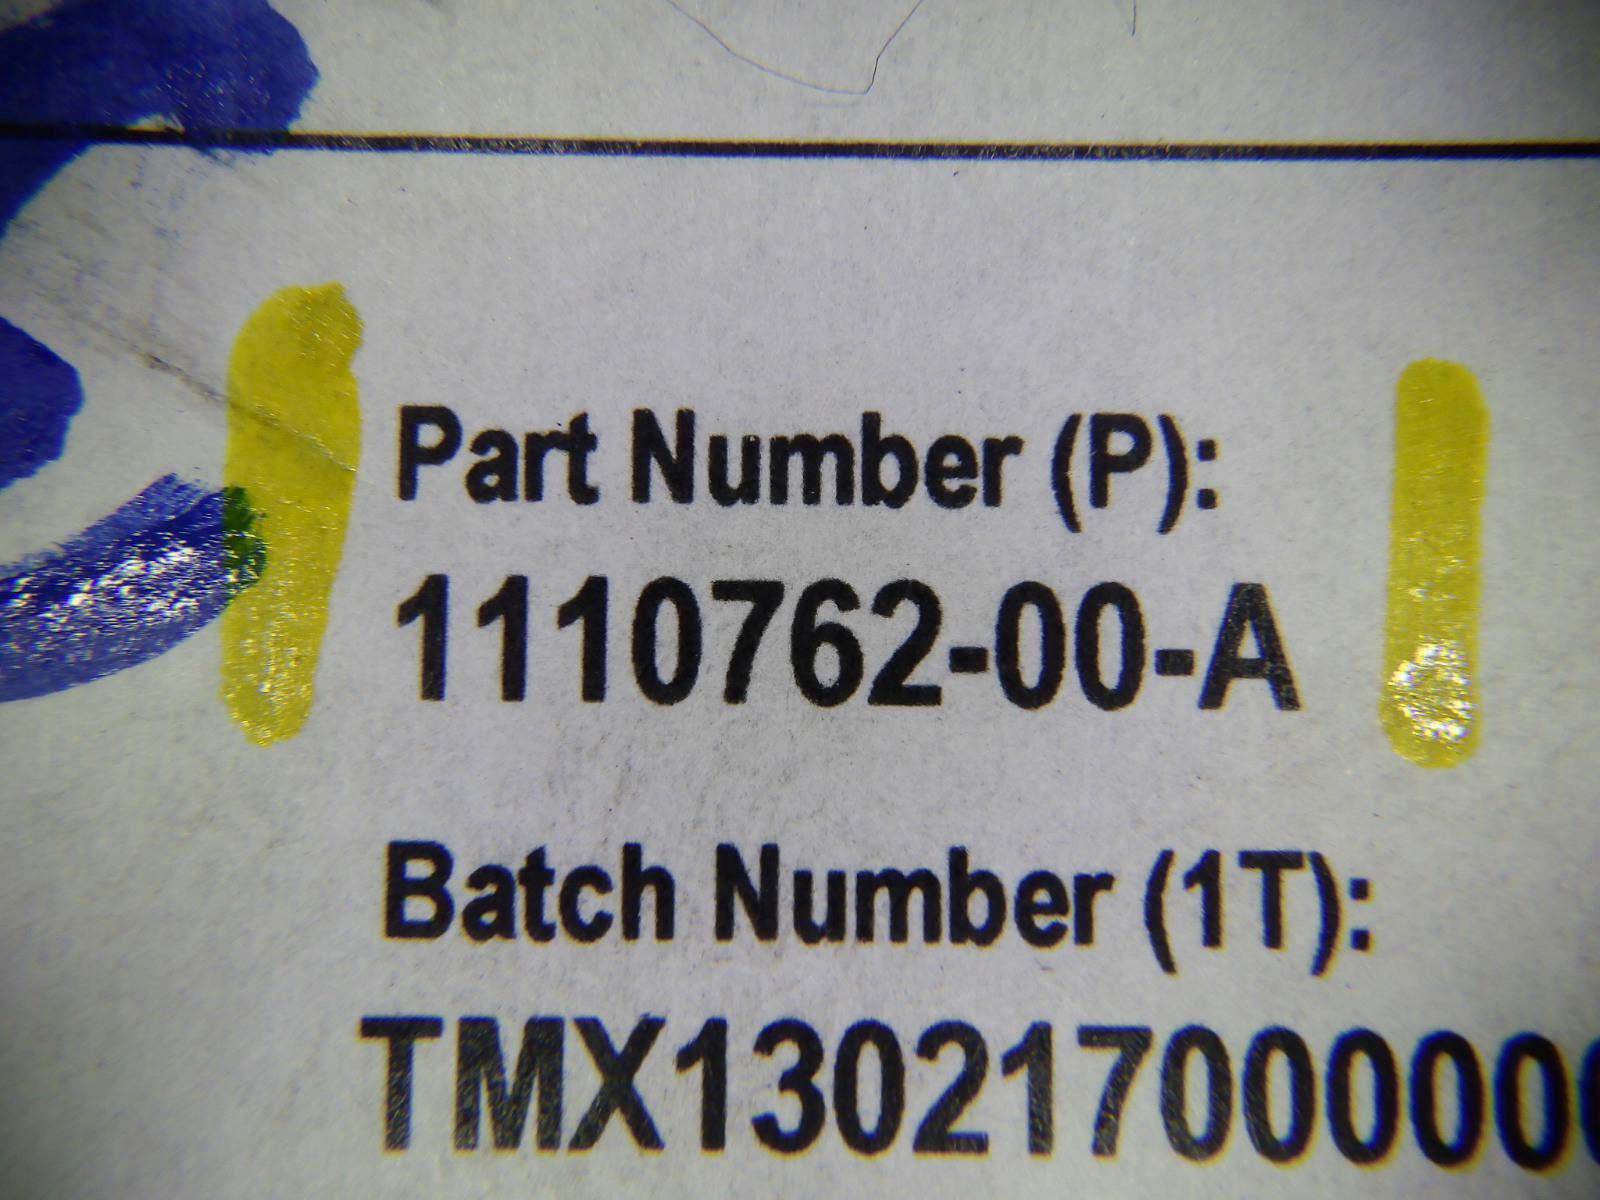 Part Number (P):
1110762-00-A
Batch Number (1T):
TMX13021700000